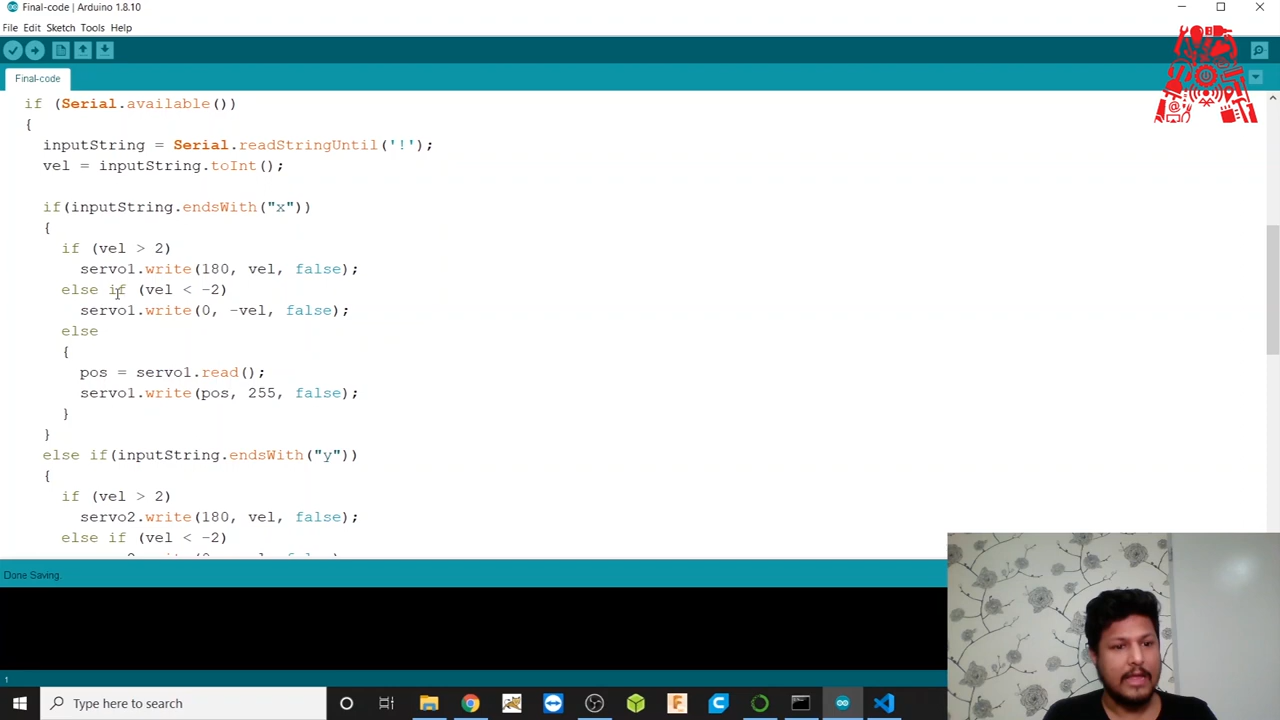 Final-code | Arduino 1.8.10
File Edit Sketch Tools Help
Final-code
if (Serial.available())
{
inputString = Serial.readStringUntil('!');
vel = inputString.toInt();
if(inputString.endsWith("x"))
{
if (vel > 2)
servo1.write(180, vel, false);
else if (vel < -2)
servo1.write(0, -vel, false);
else
{
pos = servo1.read();
servo1.write(pos, 255, false);
}
}
else if(inputString.endsWith("y"))
{
if (vel > 2)
servo2.write(180, vel, false);
else if (vel < -2)
Done Saving.
1
Type here to search